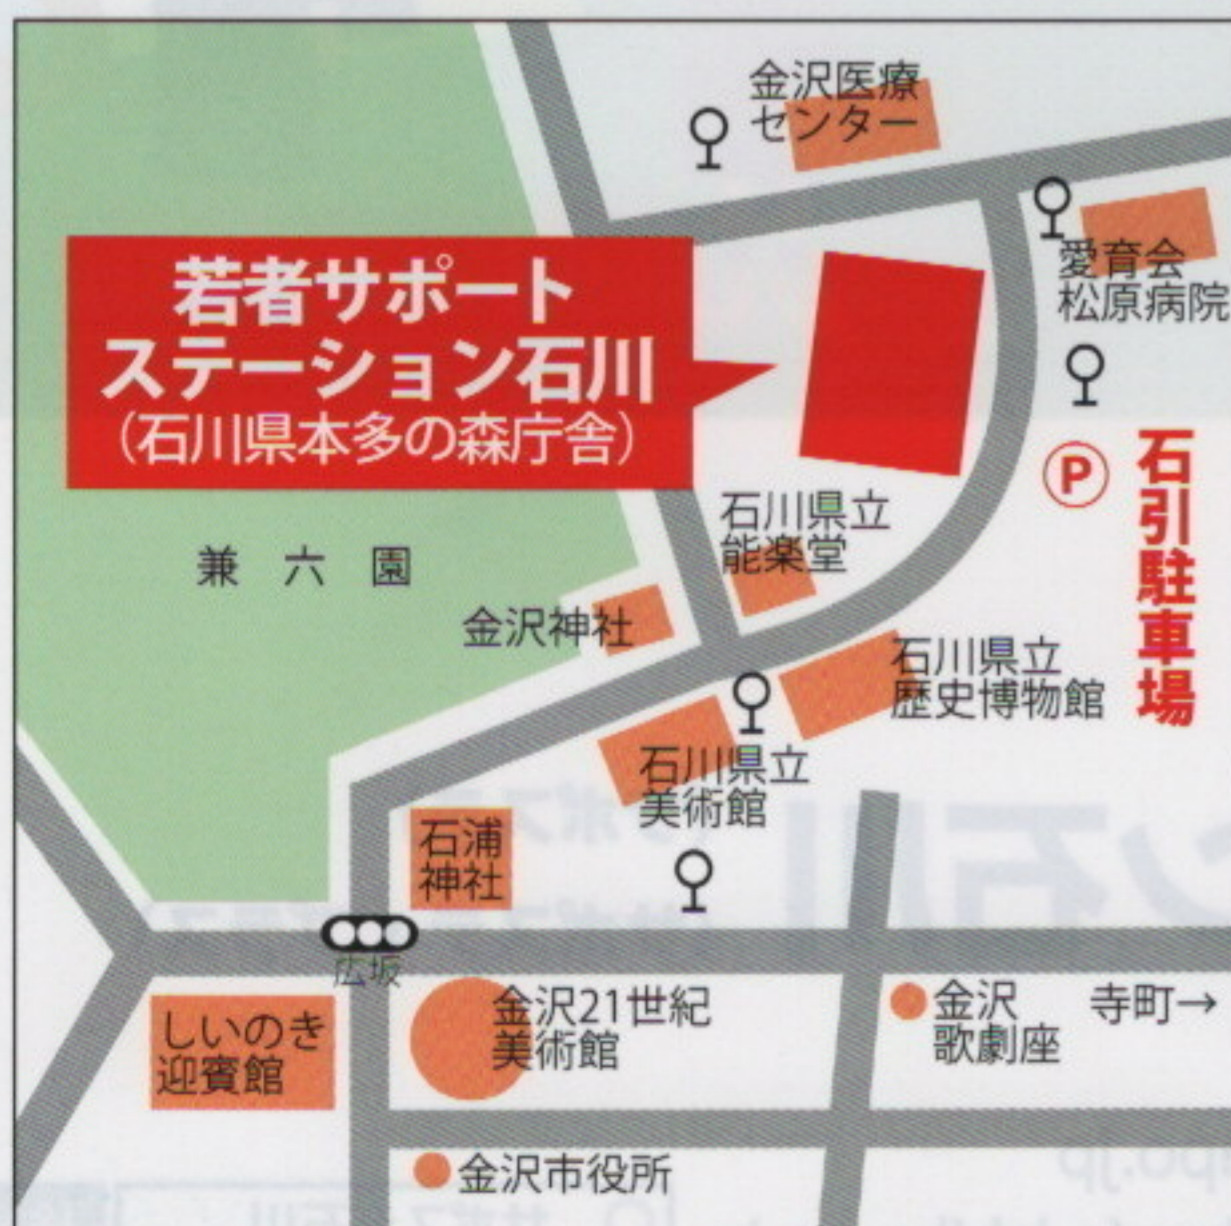 金沢医療
センター
愛育会
松原病院
若者サポート
ステーション石川
(石川県本多の森庁舎)
P
石引駐車場
石川県立
能楽堂
兼六園
金沢神社
石川県立
歴史博物館
石川県立
美術館
石浦
神社
広坂
金沢21世紀
美術館
金沢
歌劇座
寺町→
しいのき
迎賓館
金沢市役所